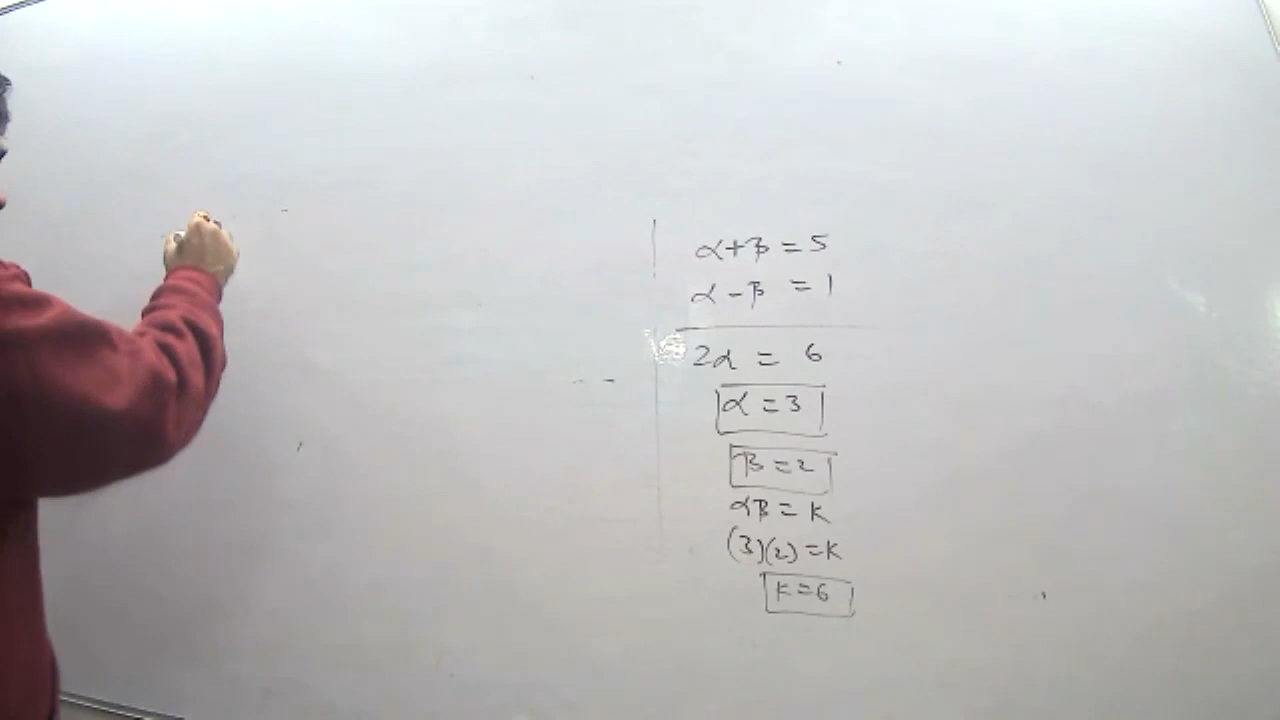 α+β=5
α-β=1
2α = 6
α=3
β=2
αβ=K
(3)(2)=K
K=6